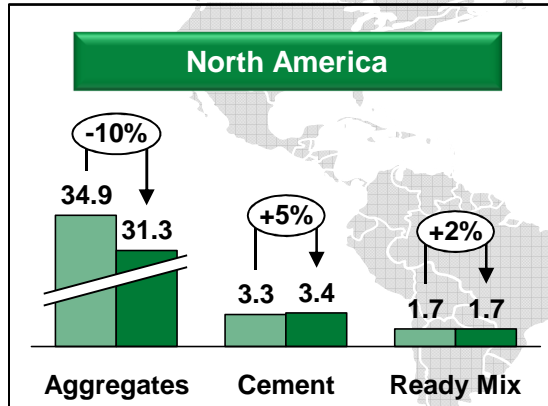 North America
-10%
34.9
31.3
+5%
3.3
3.4
+2%
1.7
1.7
Aggregates
Cement
Ready Mix